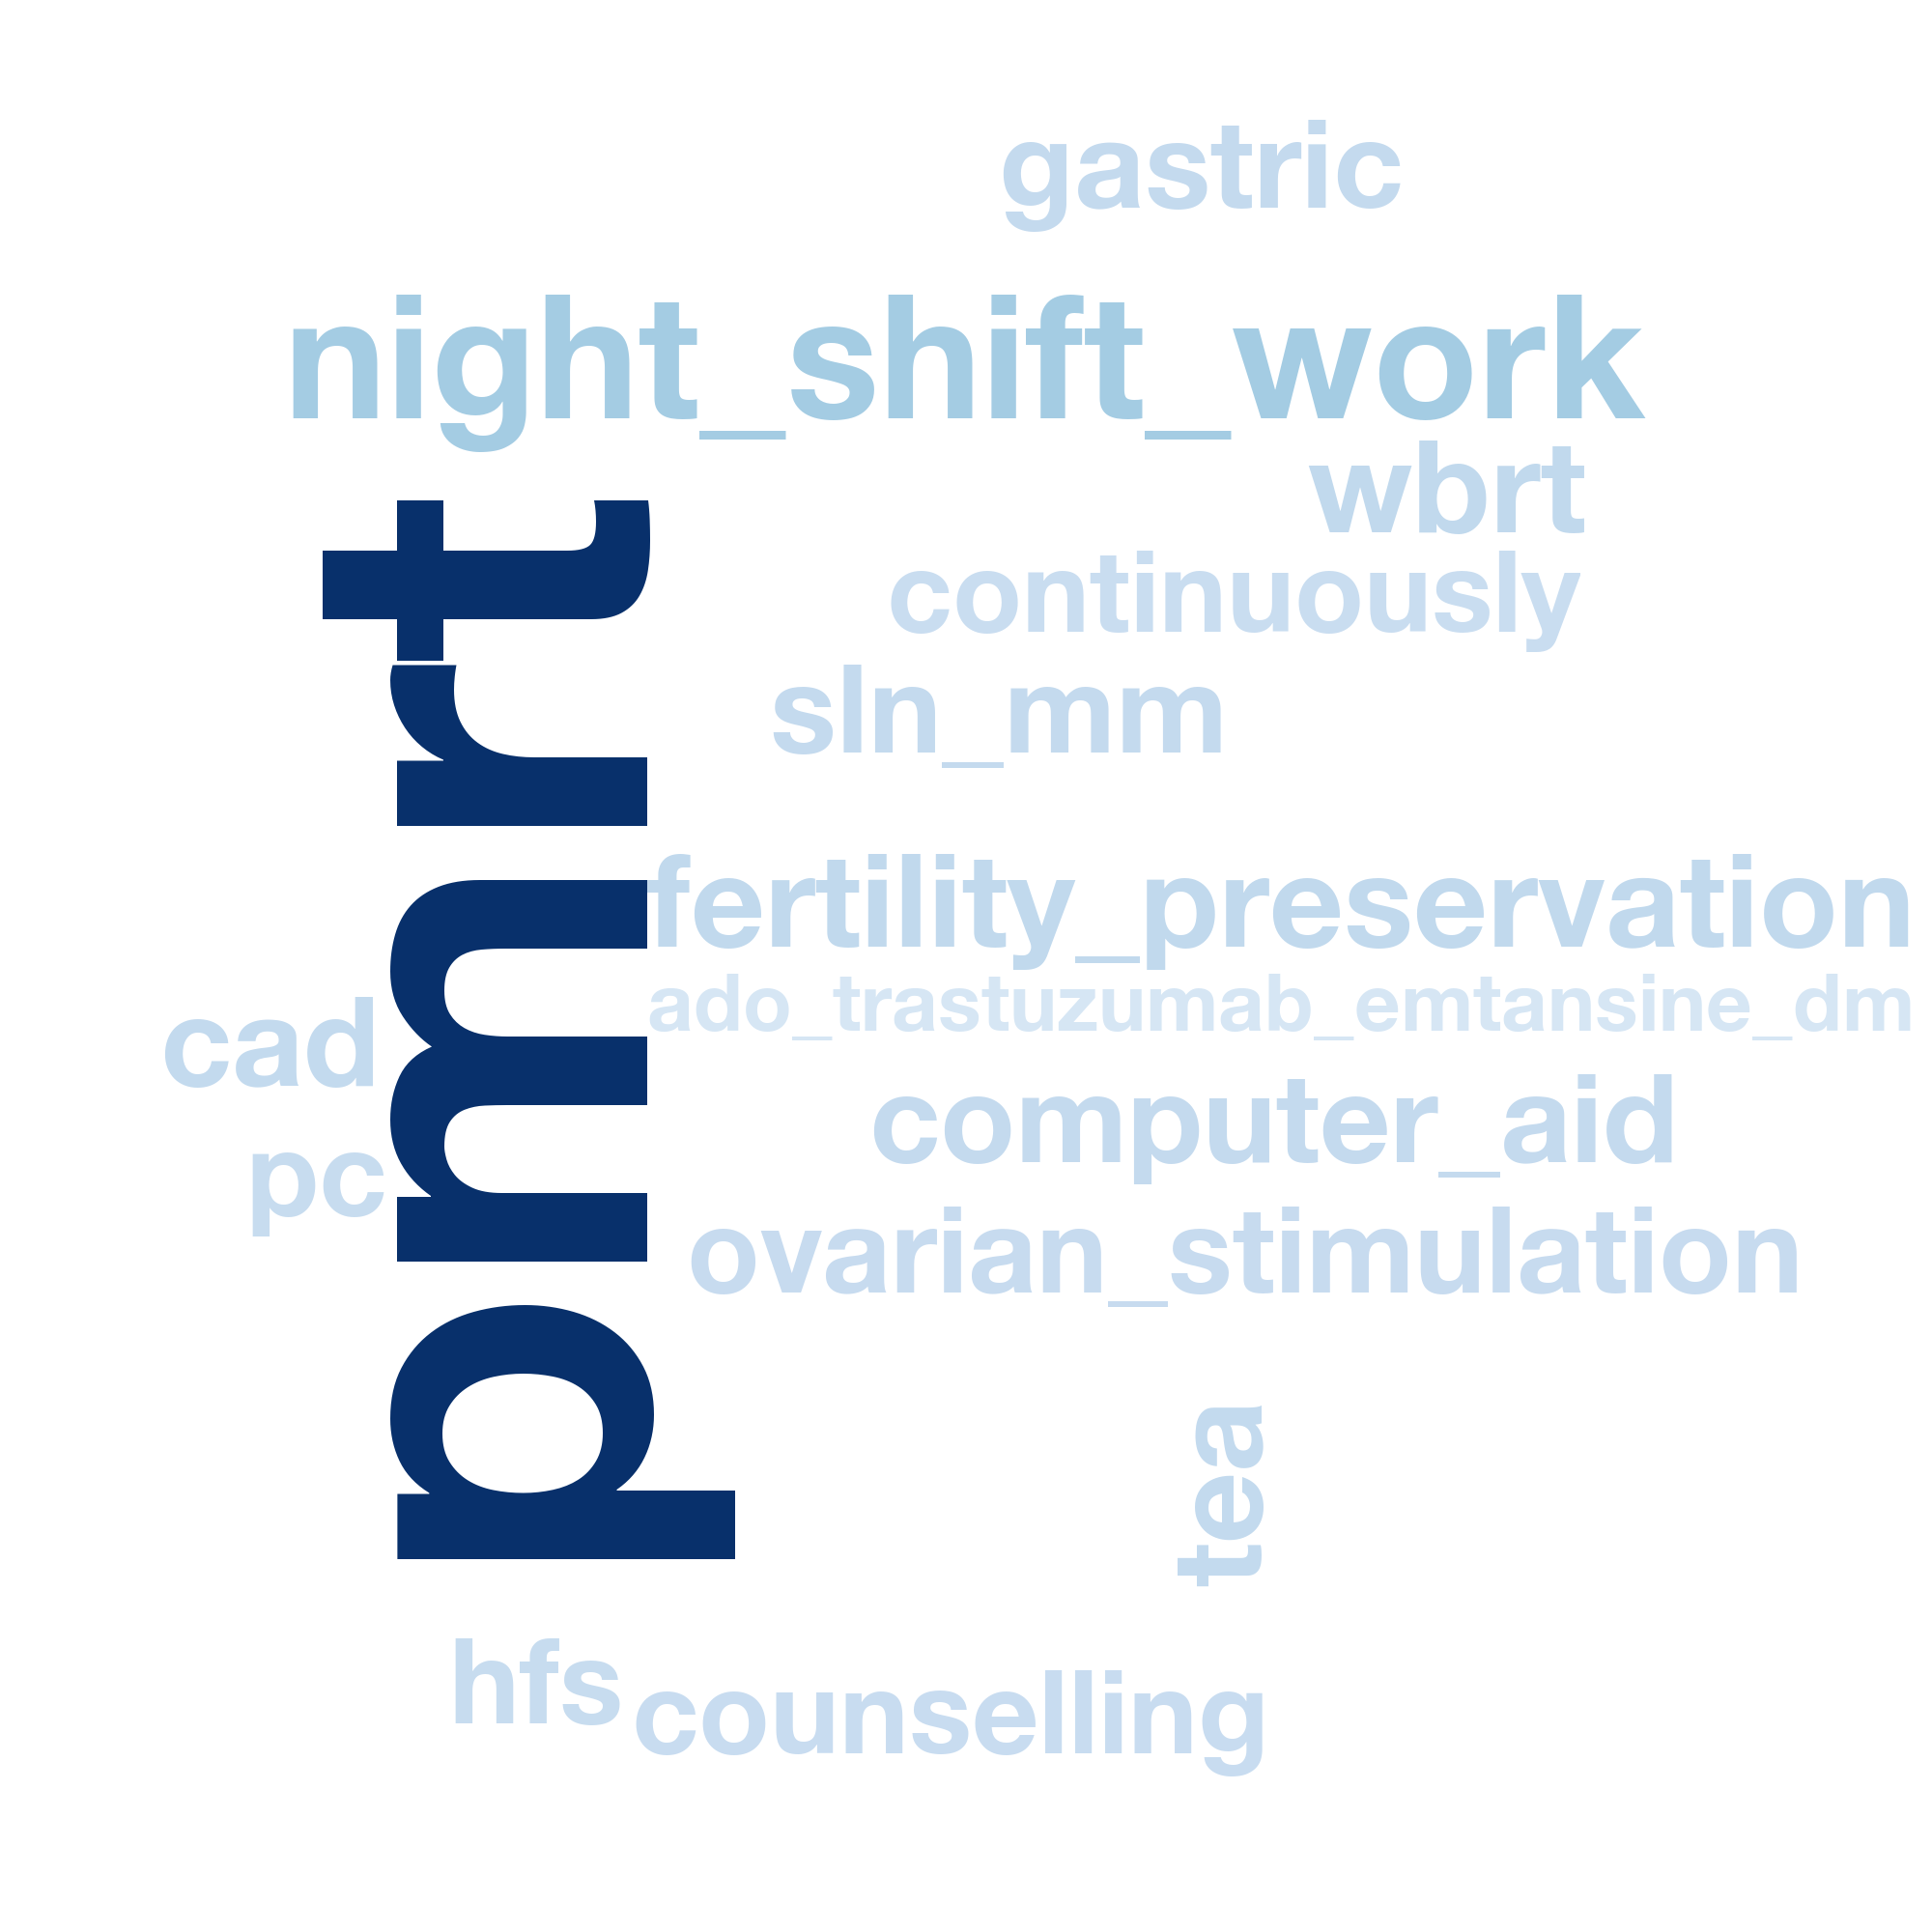 gastric
night_shift_work
wbrt
continuously
sln_mm
pmrt
fertility_preservation
ado_trastuzumab_emtansine_dm
cad
computer_aid
pc
ovarian_stimulation
tea
hfs
counselling